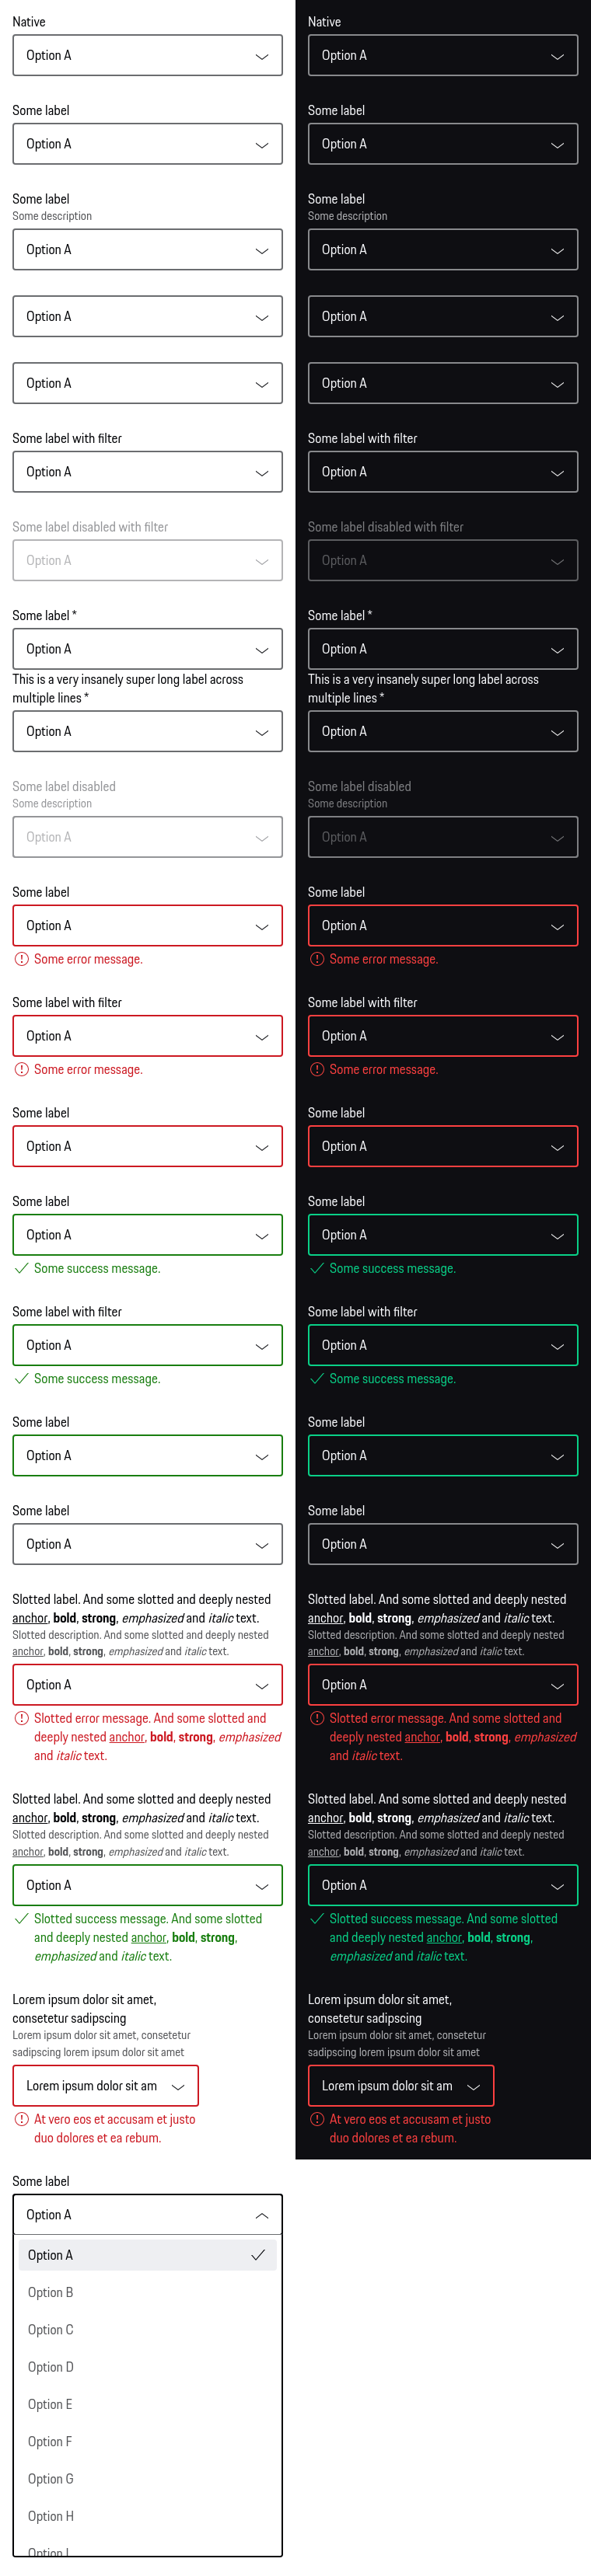 Native
Option A
Some label
Option A
Some label
Some description
Option A
Option A
Option A
Some label with filter
Option A
Some label disabled with filter
Option A
Some label *
Option A
This is a very insanely super long label across
multiple lines *
Option A
Some label disabled
Some description
Option A
Some label
Option A
Some error message.
Some label with filter
Option A
Some error message.
Some label
Option A
Some label
Option A
Some success message.
Some label with filter
Option A
Some success message.
Some label
Option A
Some label
Option A
Slotted label. And some slotted and deeply nested
anchor, bold, strong, emphasized and italic text.
Slotted description. And some slotted and deeply nested
anchor, bold, strong, emphasized and italic text.
Option A
Slotted error message. And some slotted and
deeply nested anchor, bold, strong, emphasized
and italic text.
Slotted label. And some slotted and deeply nested
anchor, bold, strong, emphasized and italic text.
Slotted description. And some slotted and deeply nested
anchor, bold, strong, emphasized and italic text.
Option A
Slotted success message. And some slotted
and deeply nested anchor, bold, strong,
emphasized and italic text.
Lorem ipsum dolor sit amet,
consetetur sadipscing
Lorem ipsum dolor sit amet, consetetur
sadipscing lorem ipsum dolor sit amet
Lorem ipsum dolor sit am
At vero eos et accusam et justo
duo dolores et ea rebum.
Some label
Option A
Option A
Option B
Option C
Option D
Option E
Option F
Option G
Option H
Option I
Native
Option A
Some label
Option A
Some label
Some description
Option A
Option A
Option A
Some label with filter
Option A
Some label disabled with filter
Option A
Some label *
Option A
This is a very insanely super long label across
multiple lines *
Option A
Some label disabled
Some description
Option A
Some label
Option A
Some error message.
Some label with filter
Option A
Some error message.
Some label
Option A
Some label
Option A
Some success message.
Some label with filter
Option A
Some success message.
Some label
Option A
Some label
Option A
Slotted label. And some slotted and deeply nested
anchor, bold, strong, emphasized and italic text.
Slotted description. And some slotted and deeply nested
anchor, bold, strong, emphasized and italic text.
Option A
Slotted error message. And some slotted and
deeply nested anchor, bold, strong, emphasized
and italic text.
Slotted label. And some slotted and deeply nested
anchor, bold, strong, emphasized and italic text.
Slotted description. And some slotted and deeply nested
anchor, bold, strong, emphasized and italic text.
Option A
Slotted success message. And some slotted
and deeply nested anchor, bold, strong,
emphasized and italic text.
Lorem ipsum dolor sit amet,
consetetur sadipscing
Lorem ipsum dolor sit amet, consetetur
sadipscing lorem ipsum dolor sit amet
Lorem ipsum dolor sit am
At vero eos et accusam et justo
duo dolores et ea rebum.